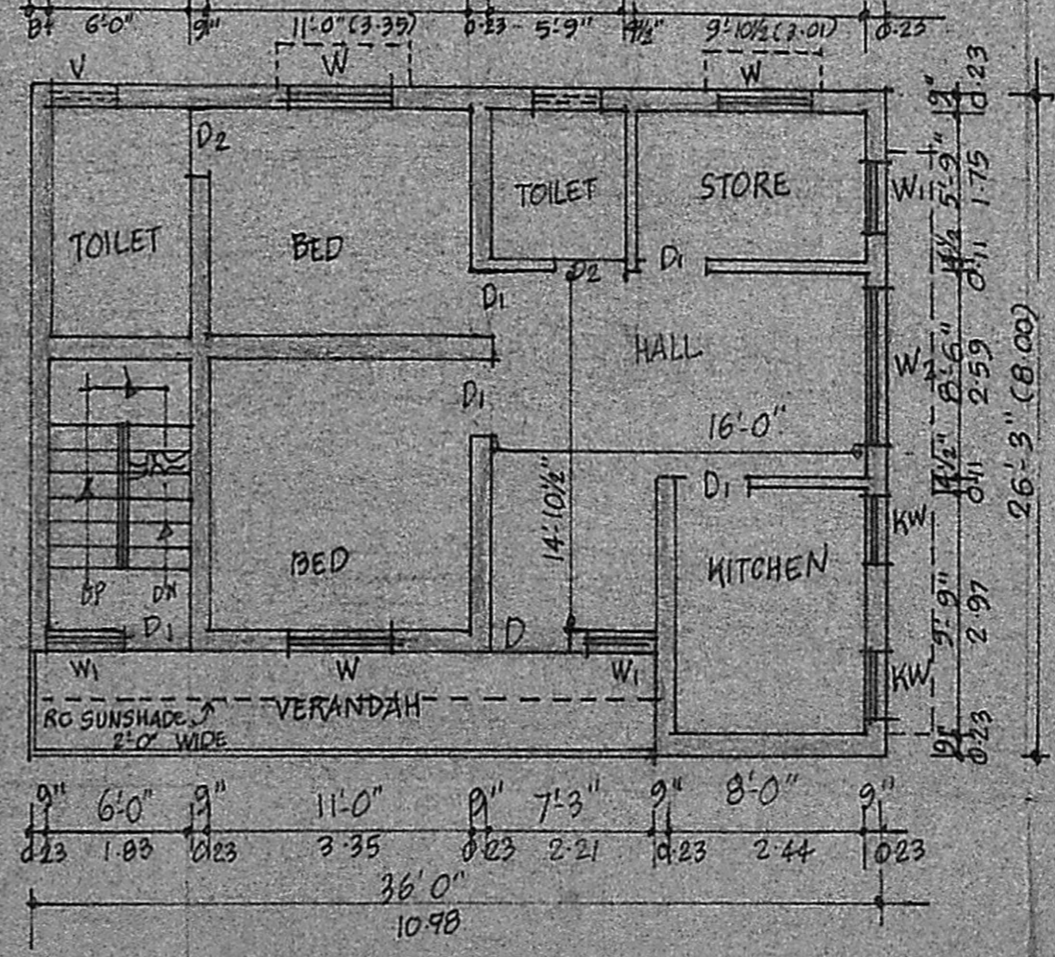 6'-0" 9" 11'-0" (3.35) 0.23 5'-9" 4½" 9'-10½ (3.01) 0.23
V W W
9" 0.23
D2
TOILET BED TOILET STORE W1 5'-9" 1.75
D1 D2 D1 4½ 0.11
HALL W2 8'-6" 2.59
D1
16'-0"
26'-3" (8.00)
14'-10½"
D1 4½" 0.11
KW
BED KITCHEN
DN 9'-9" 2.97
D1 D
W1 W W1 KW
VERANDAH
RC SUNSHADE
2'-0" WIDE
9" 0.23
9" 6'-0" 9" 11'-0" 9" 7'-3" 9" 8'-0" 9"
0.23 1.83 0.23 3.35 0.23 2.21 0.23 2.44 0.23
36'0"
10.98